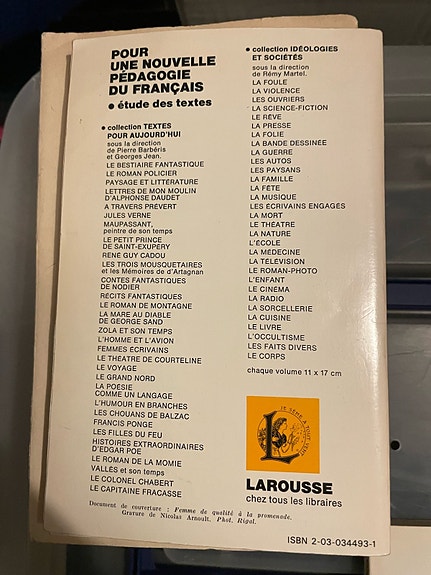 POUR
UNE NOUVELLE
PÉDAGOGIE
DU FRANÇAIS
● étude des textes
● collection TEXTES
POUR AUJOURD'HUI
sous la direction
de Pierre Barbéris
et Georges Jean.
LE BESTIAIRE FANTASTIQUE
LE ROMAN POLICIER
PAYSAGE ET LITTÉRATURE
LETTRES DE MON MOULIN
D'ALPHONSE DAUDET
A TRAVERS PRÉVERT
JULES VERNE
MAUPASSANT,
peintre de son temps
LE PETIT PRINCE
DE SAINT-EXUPÉRY
RENÉ GUY CADOU
LES TROIS MOUSQUETAIRES
et les Mémoires de d'Artagnan
CONTES FANTASTIQUES
DE NODIER
RÉCITS FANTASTIQUES
LE ROMAN DE MONTAGNE
LA MARE AU DIABLE
DE GEORGE SAND
ZOLA ET SON TEMPS
L'HOMME ET L'AVION
FEMMES ÉCRIVAINS
LE THEATRE DE COURTELINE
LE VOYAGE
LE GRAND NORD
LA POESIE
COMME UN LANGAGE
L'HUMOUR EN BRANCHES
LES CHOUANS DE BALZAC
FRANCIS PONGE
LES FILLES DU FEU
HISTOIRES EXTRAORDINAIRES
D'EDGAR POE
LE ROMAN DE LA MOMIE
VALLÈS et son temps
LE COLONEL CHABERT
LE CAPITAINE FRACASSE
● collection IDÉOLOGIES
ET SOCIÉTÉS
sous la direction
de Rémy Martel.
LA FOULE
LA VIOLENCE
LES OUVRIERS
LA SCIENCE-FICTION
LE RÊVE
LA PRESSE
LA FOLIE
LA BANDE DESSINÉE
LA GUERRE
LES AUTOS
LES PAYSANS
LA FAMILLE
LA FÊTE
LA MUSIQUE
LES ÉCRIVAINS ENGAGÉS
LA MORT
LE THÉATRE
LA NATURE
L'ÉCOLE
LA MÉDECINE
LA TÉLÉVISION
LE ROMAN-PHOTO
L'ENFANT
LE CINÉMA
LA RADIO
LA SORCELLERIE
LA CUISINE
LE LIVRE
L'OCCULTISME
LES FAITS DIVERS
LE CORPS
chaque volume 11 x 17 cm
JE SÈME A TOUT VENT
L
LAROUSSE
chez tous les libraires
Document de couverture : Femme de qualité à la promenade.
Gravure de Nicolas Arnoult. Phot. Rigal.
ISBN 2-03-034493-1